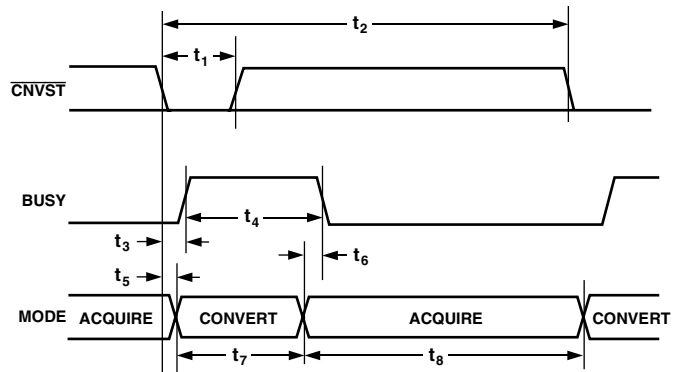 t2
t1
CNVST
BUSY
t4
t3
t6
t5
MODE ACQUIRE CONVERT ACQUIRE CONVERT
t7 t8